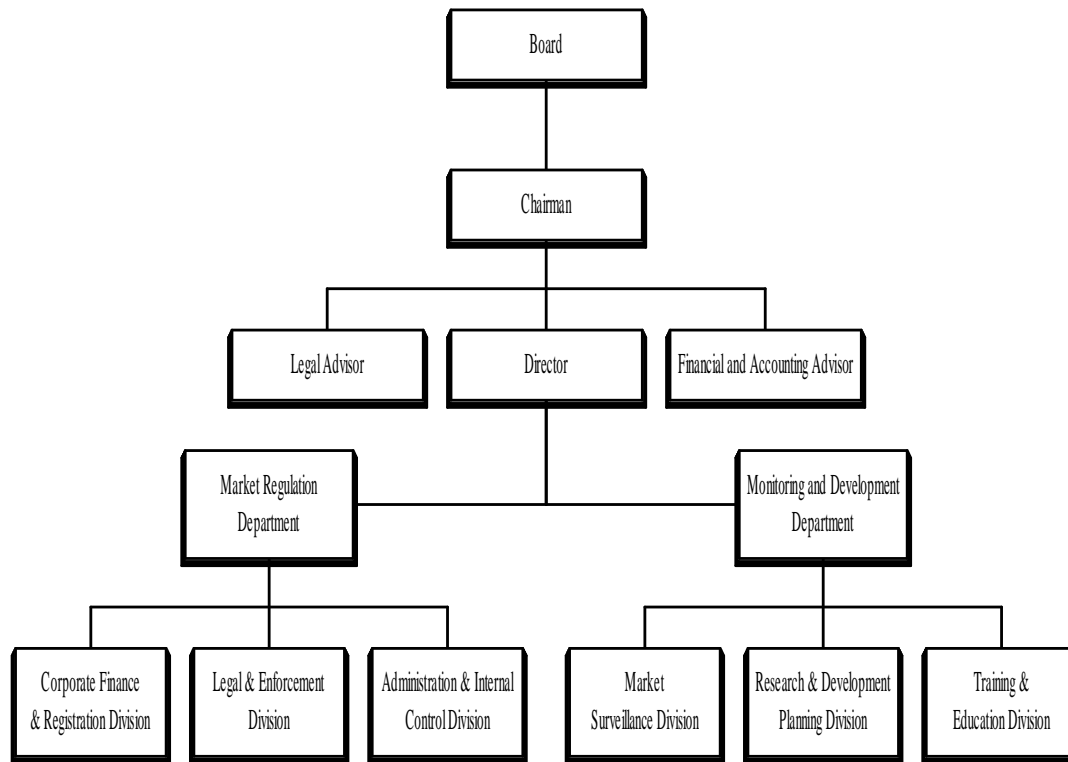 Board
Chairman
Legal Advisor
Director
Financial and Accounting Advisor
Market Regulation
Department
Monitoring and Development
Department
Corporate Finance
& Registration Division
Legal & Enforcement
Division
Administration & Internal
Control Division
Market
Surveillance Division
Research & Development
Planning Division
Training &
Education Division